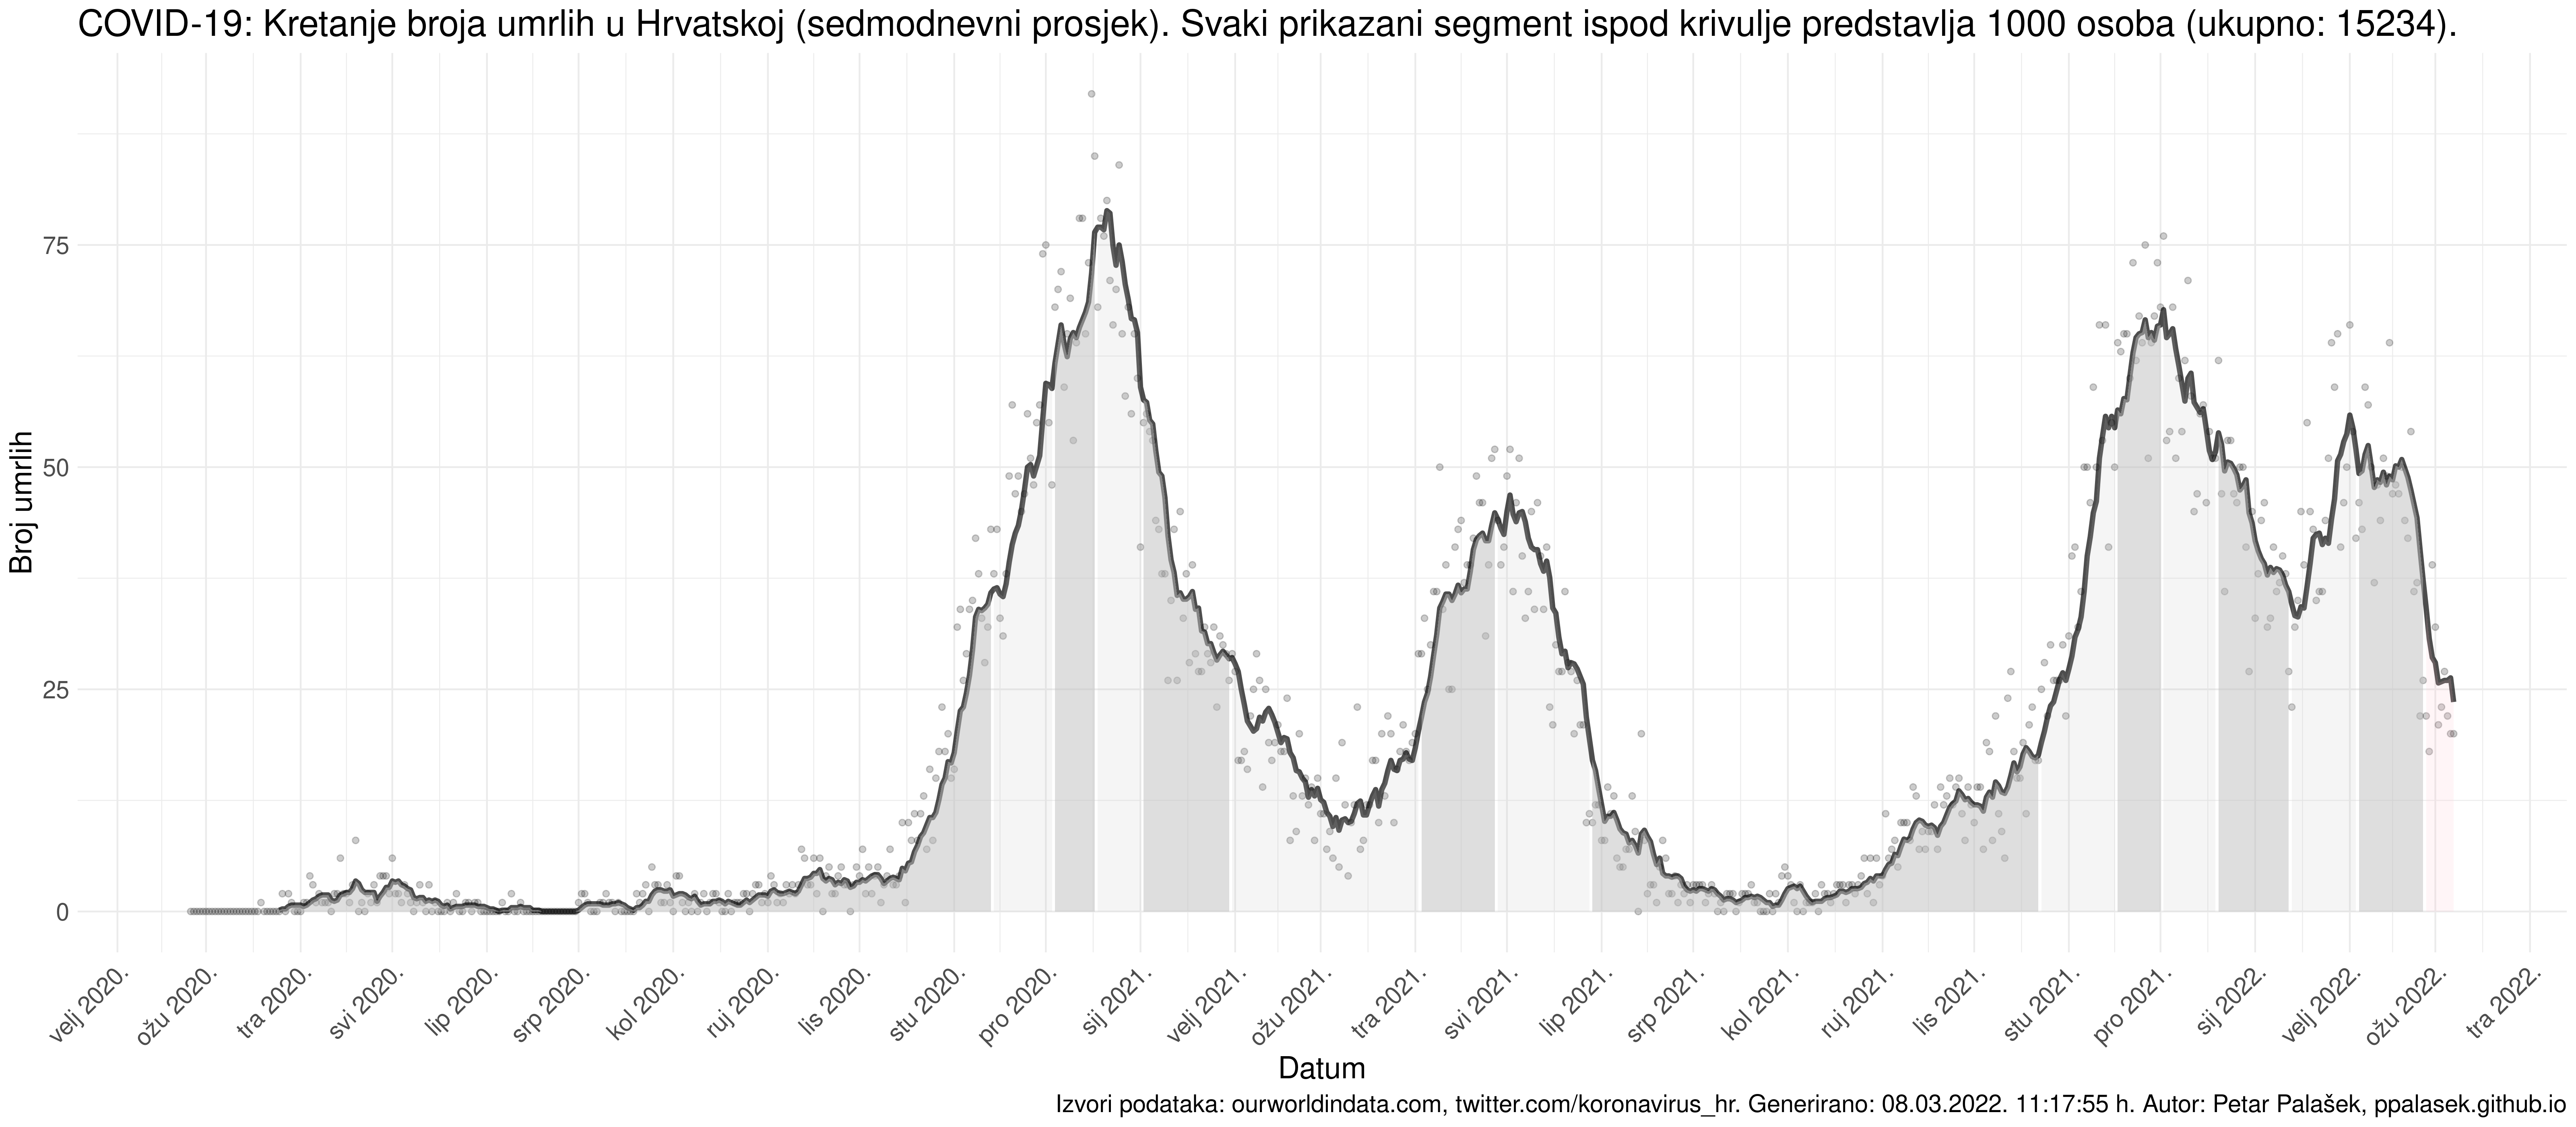 COVID-19: Kretanje broja umrlih u Hrvatskoj (sedmodnevni prosjek). Svaki prikazani segment ispod krivulje predstavlja 1000 osoba (ukupno: 15234).
Broj umrlih
75
50
25
0
velj 2020.
ožu 2020.
tra 2020.
svi 2020.
lip 2020.
srp 2020.
kol 2020.
ruj 2020.
lis 2020.
stu 2020.
pro 2020.
sij 2021.
velj 2021.
ožu 2021.
tra 2021.
svi 2021.
lip 2021.
srp 2021.
kol 2021.
ruj 2021.
lis 2021.
stu 2021.
pro 2021.
sij 2022.
velj 2022.
ožu 2022.
tra 2022.
Datum
Izvori podataka: ourworldindata.com, twitter.com/koronavirus_hr. Generirano: 08.03.2022. 11:17:55 h. Autor: Petar Palašek, ppalasek.github.io